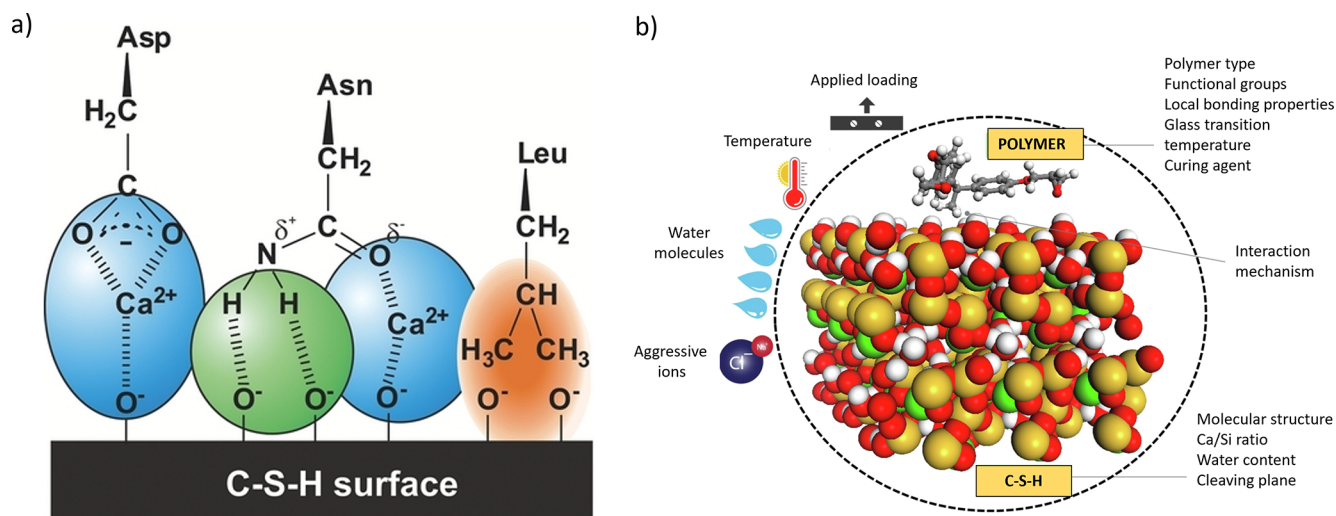 a)
Asp
H₂C
C
O
-
O
Ca²⁺
O⁻
Asn
CH₂
C
δ⁺
N
δ⁻
O
H
H
Ca²⁺
O⁻
O⁻
O⁻
Leu
CH₂
CH
H₃C
CH₃
O⁻
O⁻
C-S-H surface
b)
Applied loading
Temperature
Water
molecules
Aggressive
ions
Cl⁻
Na⁺
POLYMER
Polymer type
Functional groups
Local bonding properties
Glass transition
temperature
Curing agent
Interaction
mechanism
C-S-H
Molecular structure
Ca/Si ratio
Water content
Cleaving plane